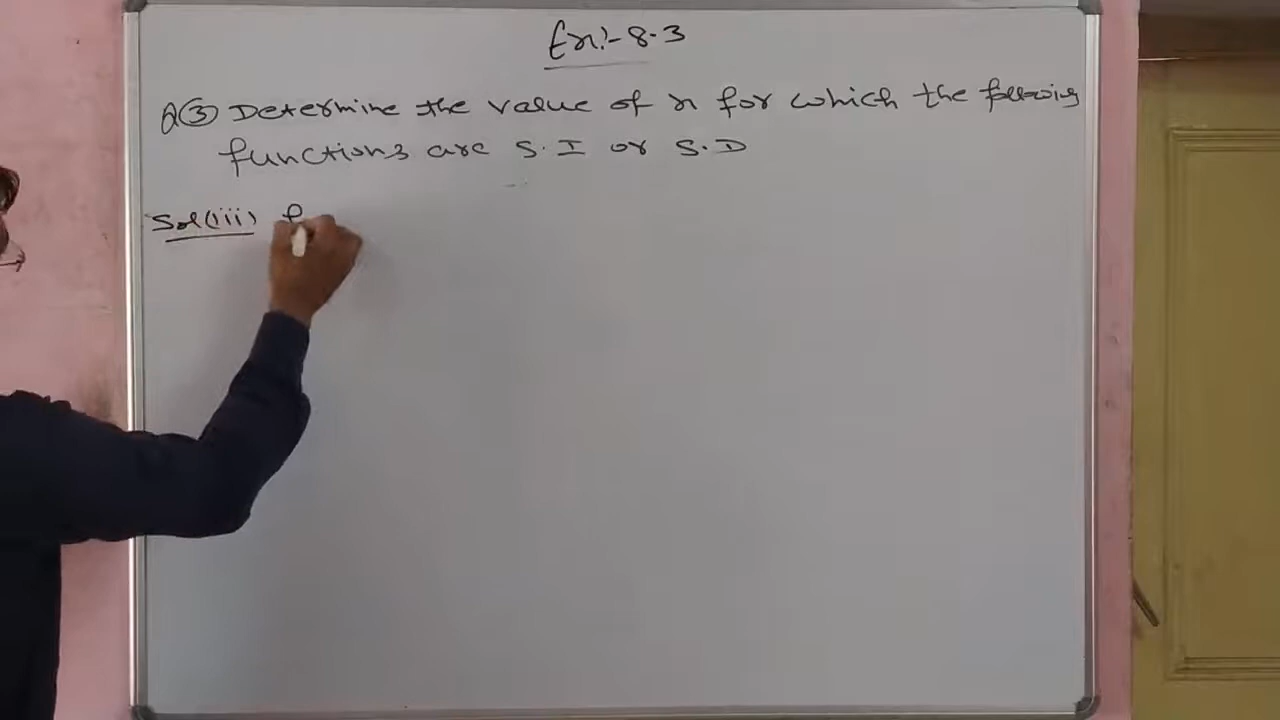 Ex:- 8.3
Q③ Determine the value of x for which the following
functions are S.I or S.D
Sol(iii) f